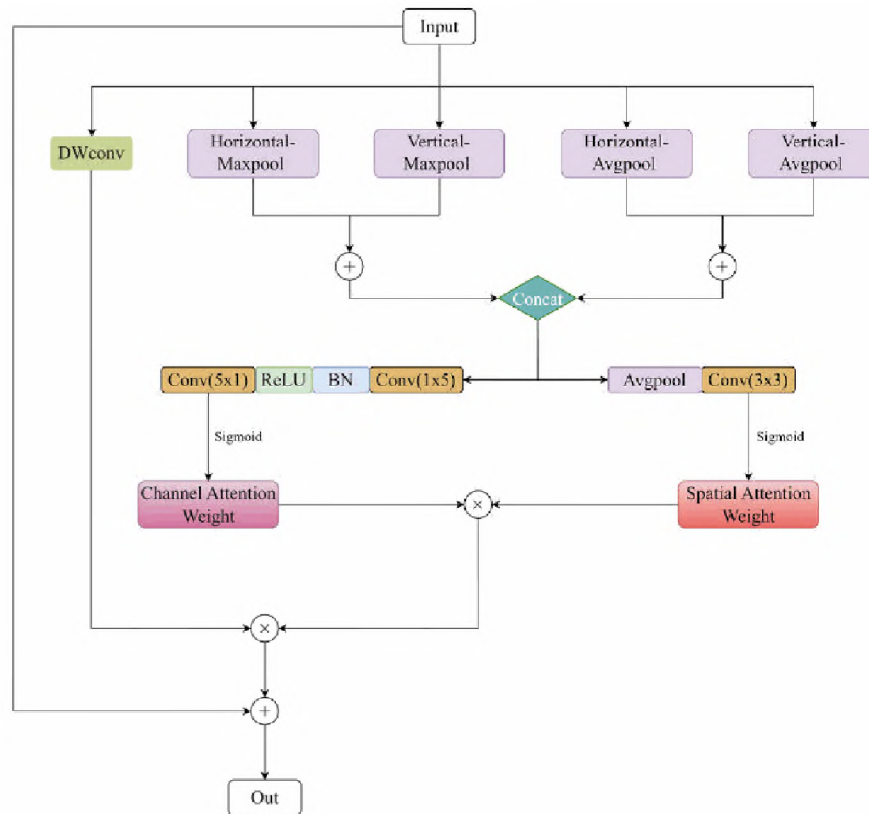 Input
DWconv
Horizontal-
Maxpool
Vertical-
Maxpool
Horizontal-
Avgpool
Vertical-
Avgpool
+
+
Concat
Conv(5x1) ReLU BN Conv(1x5)
Avgpool Conv(3x3)
Sigmoid
Sigmoid
Channel Attention
Weight
×
Spatial Attention
Weight
×
+
Out